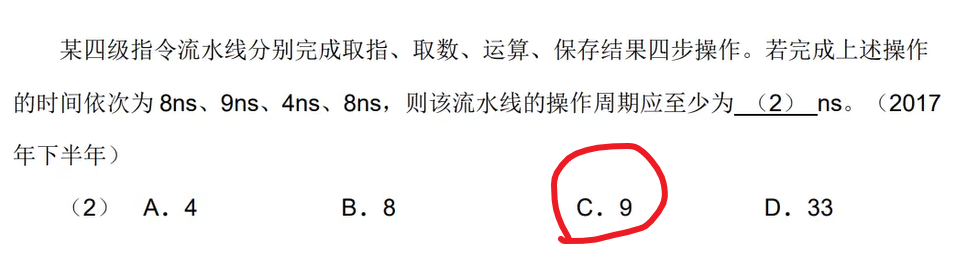 某四级指令流水线分别完成取指、取数、运算、保存结果四步操作。若完成上述操作
的时间依次为 8ns、9ns、4ns、8ns，则该流水线的操作周期应至少为 （2） ns。（2017
年下半年）
（2） A．4 B．8 C．9 D．33